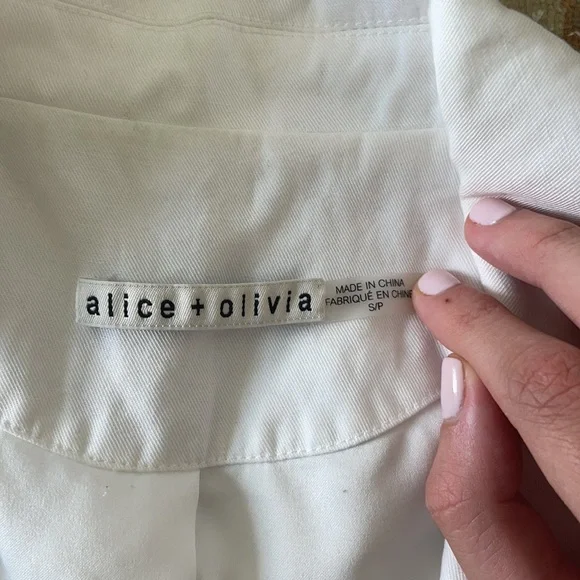 alice + olivia
MADE IN CHINA
FABRIQUÉ EN CHINE
S/P